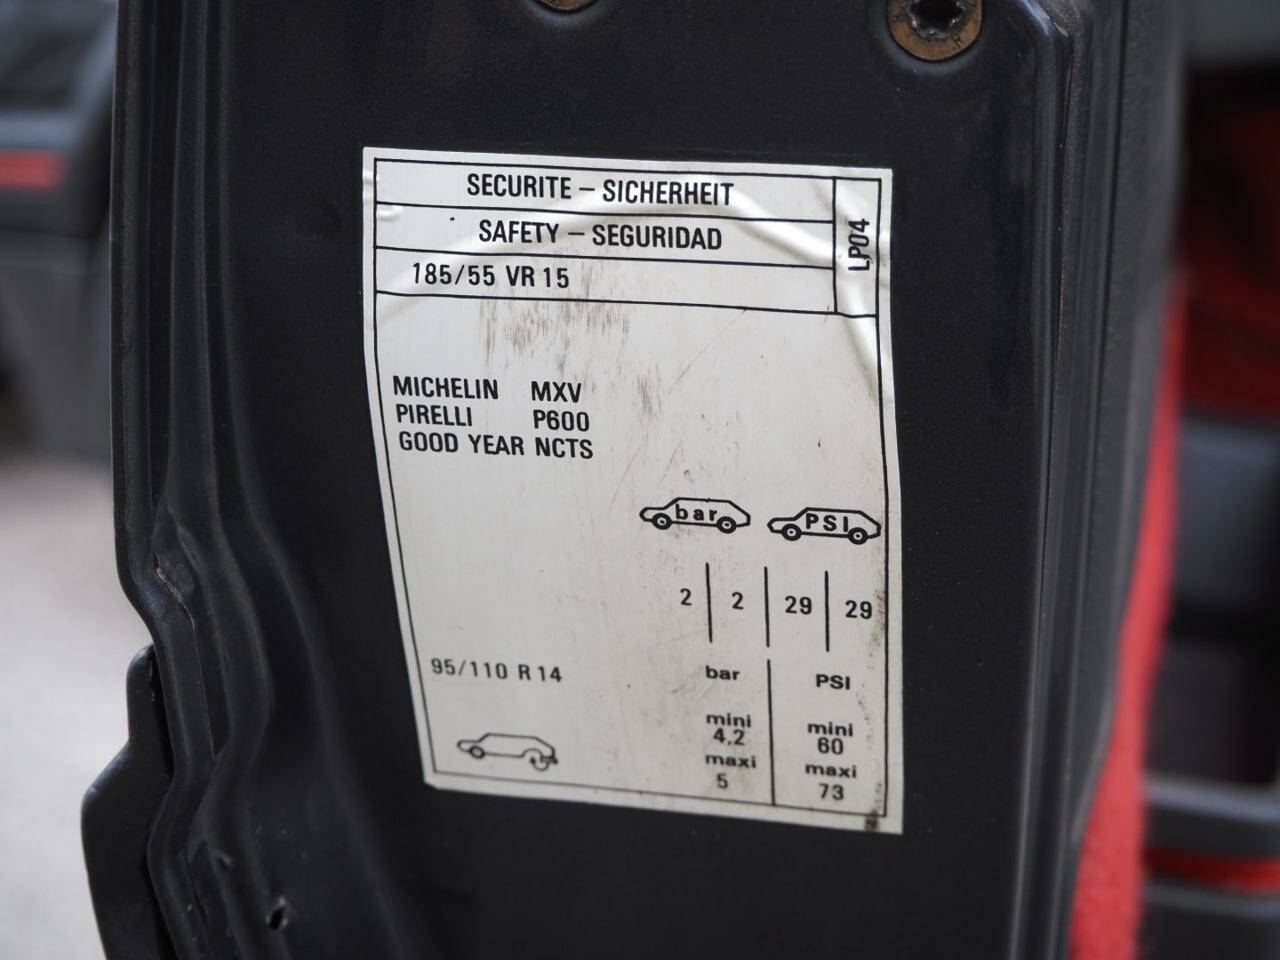 SECURITE – SICHERHEIT
SAFETY – SEGURIDAD
LP04
185/55 VR 15
MICHELIN MXV
PIRELLI P600
GOOD YEAR NCTS
bar PSI
2 2 29 29
95/110 R 14
bar PSI
mini mini
4,2 60
maxi maxi
5 73